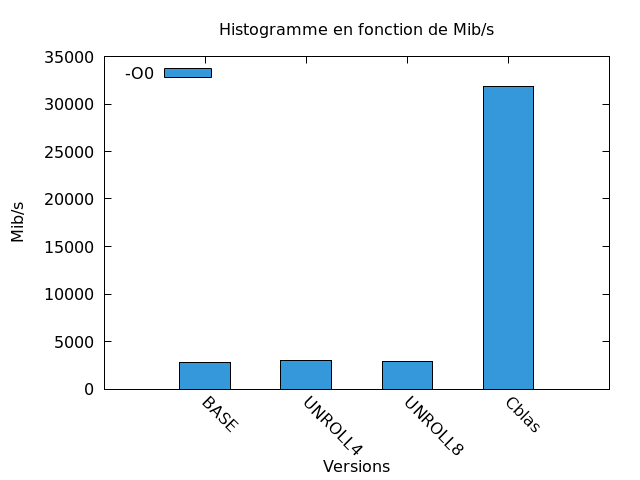 Histogramme en fonction de Mib/s
-O0
35000
30000
25000
20000
15000
10000
5000
0
Mib/s
BASE
UNROLL4
UNROLL8
Cblas
Versions